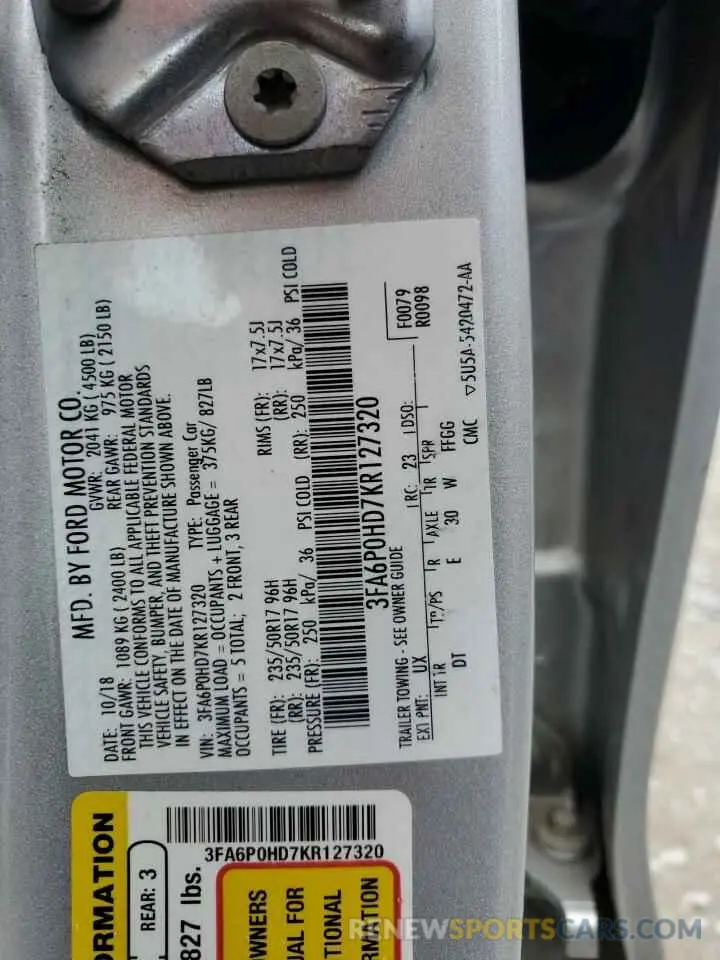 MFD. BY FORD MOTOR CO.
DATE: 10/18 GVWR: 2041 KG ( 4500 LB)
FRONT GAWR: 1089 KG ( 2400 LB) REAR GAWR: 975 KG ( 2150 LB)
THIS VEHICLE CONFORMS TO ALL APPLICABLE FEDERAL MOTOR
VEHICLE SAFETY, BUMPER, AND THEFT PREVENTION STANDARDS
IN EFFECT ON THE DATE OF MANUFACTURE SHOWN ABOVE.
VIN: 3FA6P0HD7KR127320 TYPE: Passenger Car
MAXIMUM LOAD = OCCUPANTS + LUGGAGE = 375KG/ 827LB
OCCUPANTS = 5 TOTAL; 2 FRONT, 3 REAR
TIRE (FR): 235/50R17 96H RIMS (FR): 17x7.5J
(RR): 235/50R17 96H (RR): 17x7.5J
PRESSURE (FR): 250 kPa/ 36 PSI COLD (RR): 250 kPa/ 36 PSI COLD
3FA6P0HD7KR127320
F0079
R0098
TRAILER TOWING - SEE OWNER GUIDE
EXT PNT: UX RC: 23 DSO:
INT TR TP/PS R AXLE TR SPR
DT E 30 W FFGG
CMC ▽5U5A-5420472-AA
3FA6P0HD7KR127320
ORMATION
REAR: 3
827 lbs.
OWNERS
UAL FOR
TIONAL
RMATION
RENEWSPORTSCARS.COM